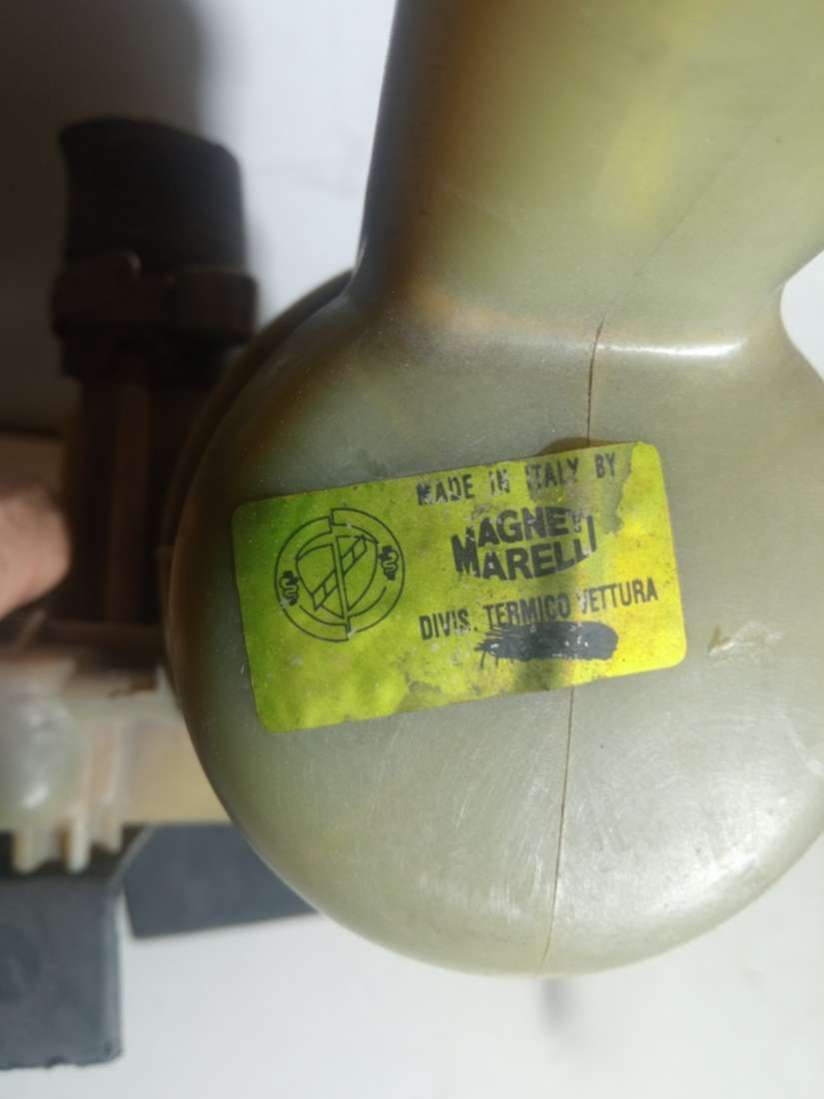 MADE IN ITALY BY
MAGNETI
MARELLI
DIVIS. TERMICO VETTURA